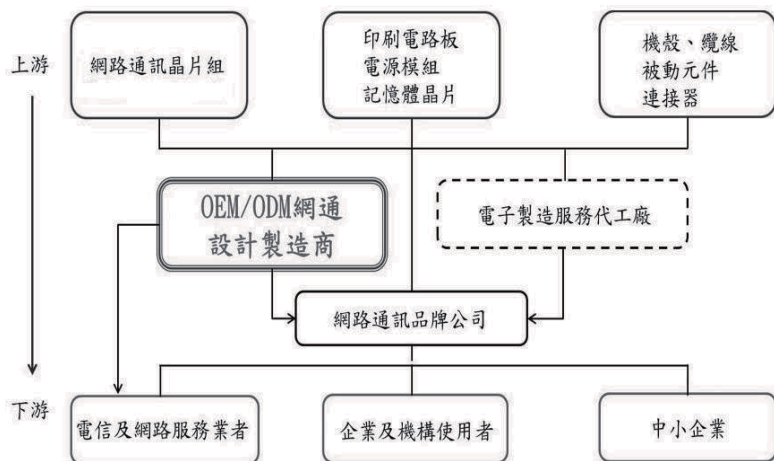 上游
網路通訊晶片組
印刷電路板
電源模組
記憶體晶片
機殼、纜線
被動元件
連接器
OEM/ODM網通
設計製造商
電子製造服務代工廠
網路通訊品牌公司
下游
電信及網路服務業者
企業及機構使用者
中小企業